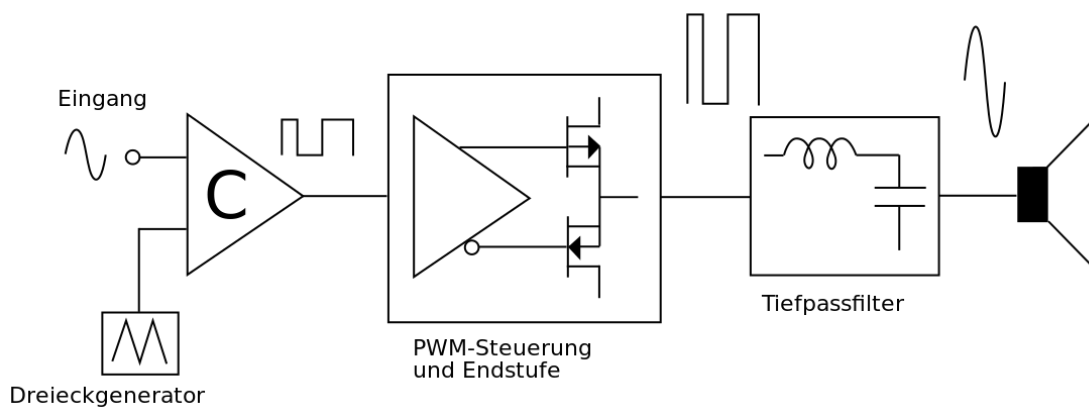 Eingang
C
Dreieckgenerator
PWM-Steuerung
und Endstufe
Tiefpassfilter